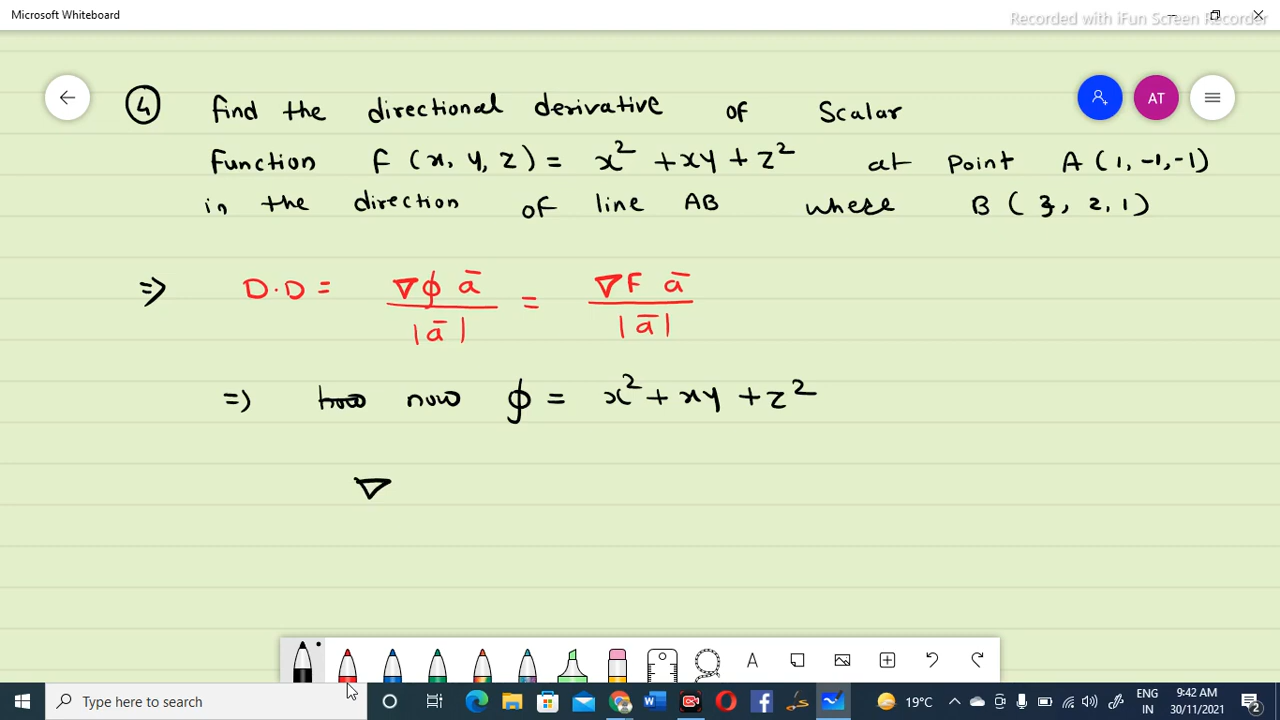 Microsoft Whiteboard
Recorded with iFun Screen Recorder
④ find the directional derivative of Scalar
AT
Function F (x, y, z) = x² + xy + z² at point A (1, -1, -1)
in the direction of line AB where B ( 3, 2, 1)
=> D.D = ∇ϕ ā / |ā| = ∇F ā / |ā|
=> now ϕ = x² + xy + z²
∇
A
Type here to search
19°C
ENG
IN
9:42 AM
30/11/2021
2